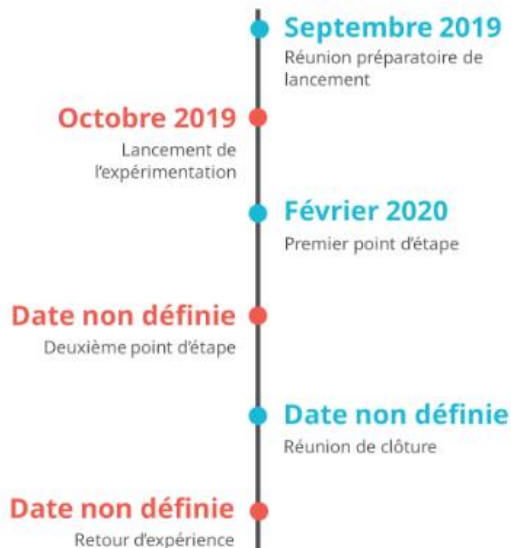 Septembre 2019
Réunion préparatoire de
lancement
Octobre 2019
Lancement de
l'expérimentation
Février 2020
Premier point d'étape
Date non définie
Deuxième point d'étape
Date non définie
Réunion de clôture
Date non définie
Retour d'expérience